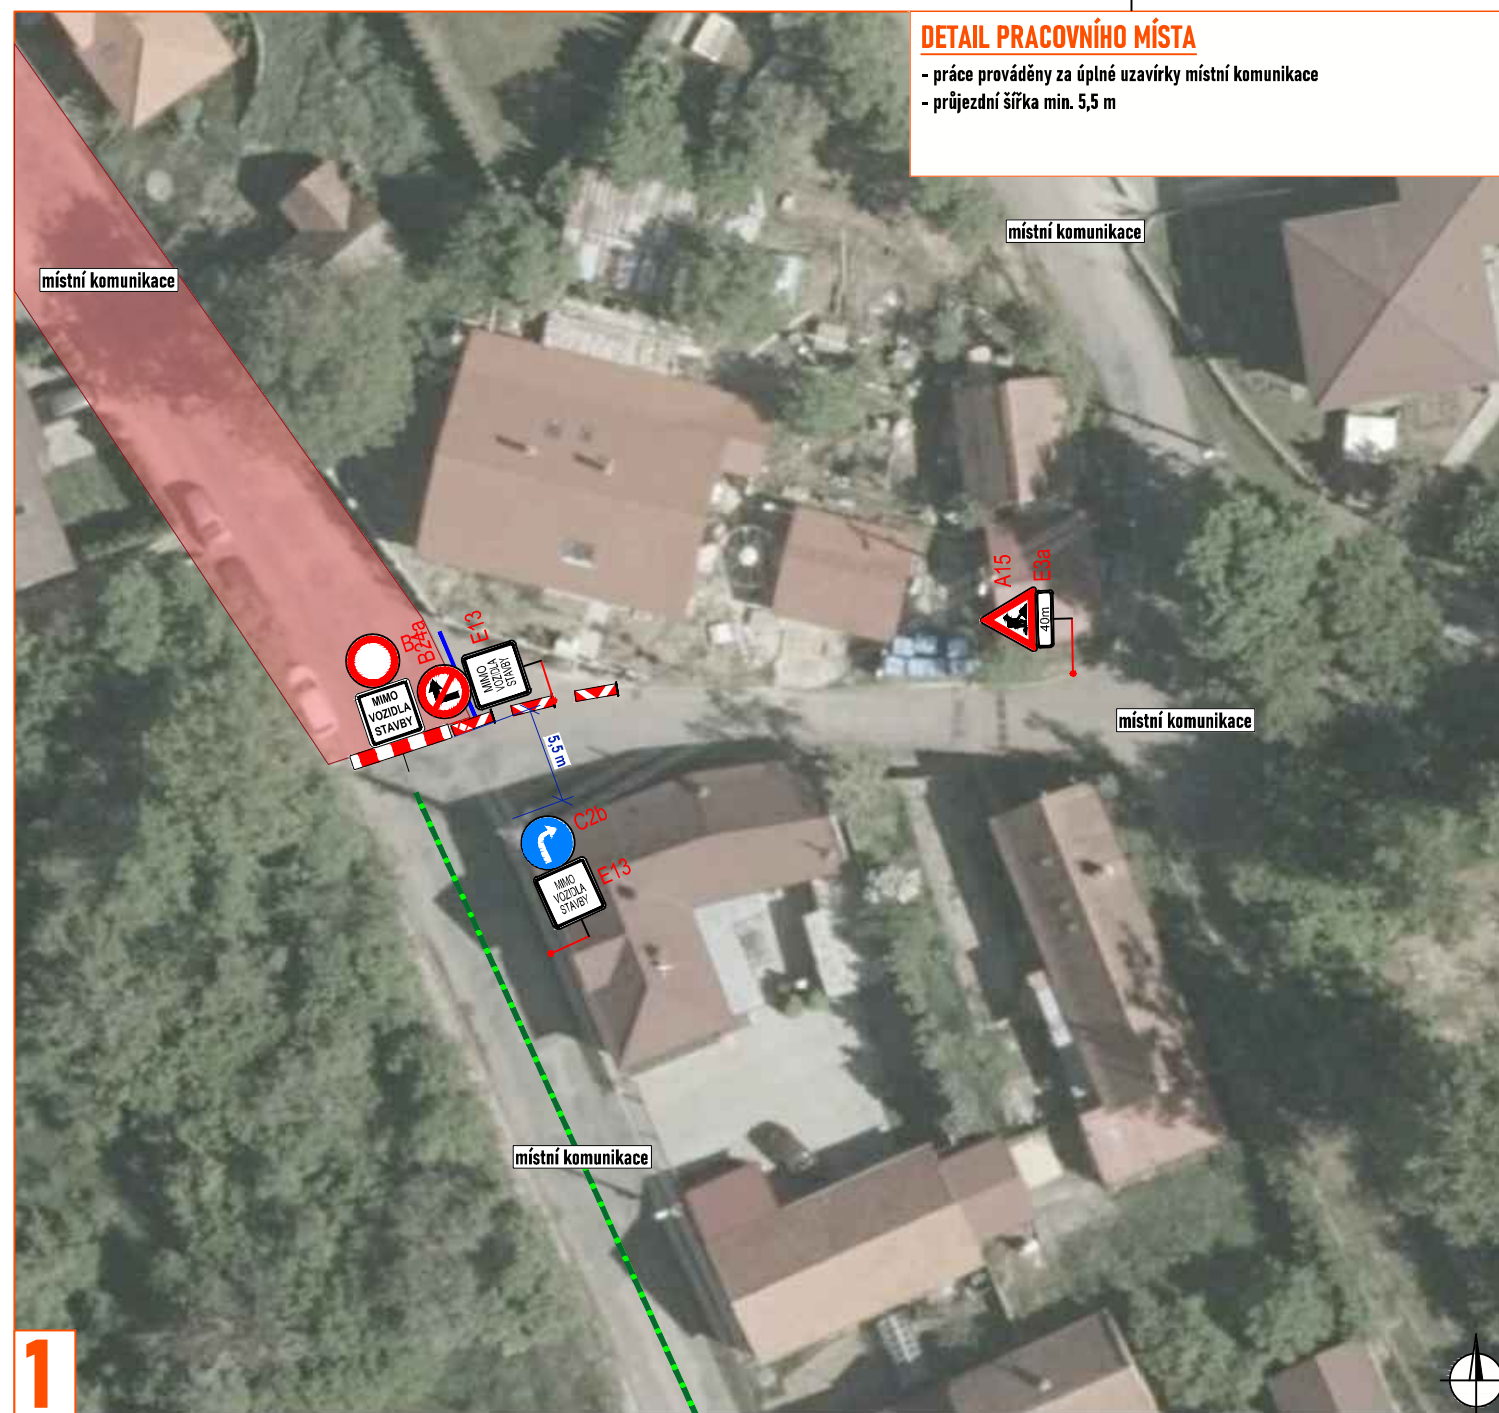 DETAIL PRACOVNÍHO MÍSTA
- práce prováděny za úplné uzavírky místní komunikace
- průjezdní šířka min. 5,5 m
místní komunikace
místní komunikace
A15
E3a
40m
E13
B24a
MIMO
VOZIDLA
STAVBY
MIMO
VOZIDLA
STAVBY
místní komunikace
5,5 m
C2b
E13
MIMO
VOZIDLA
STAVBY
místní komunikace
1